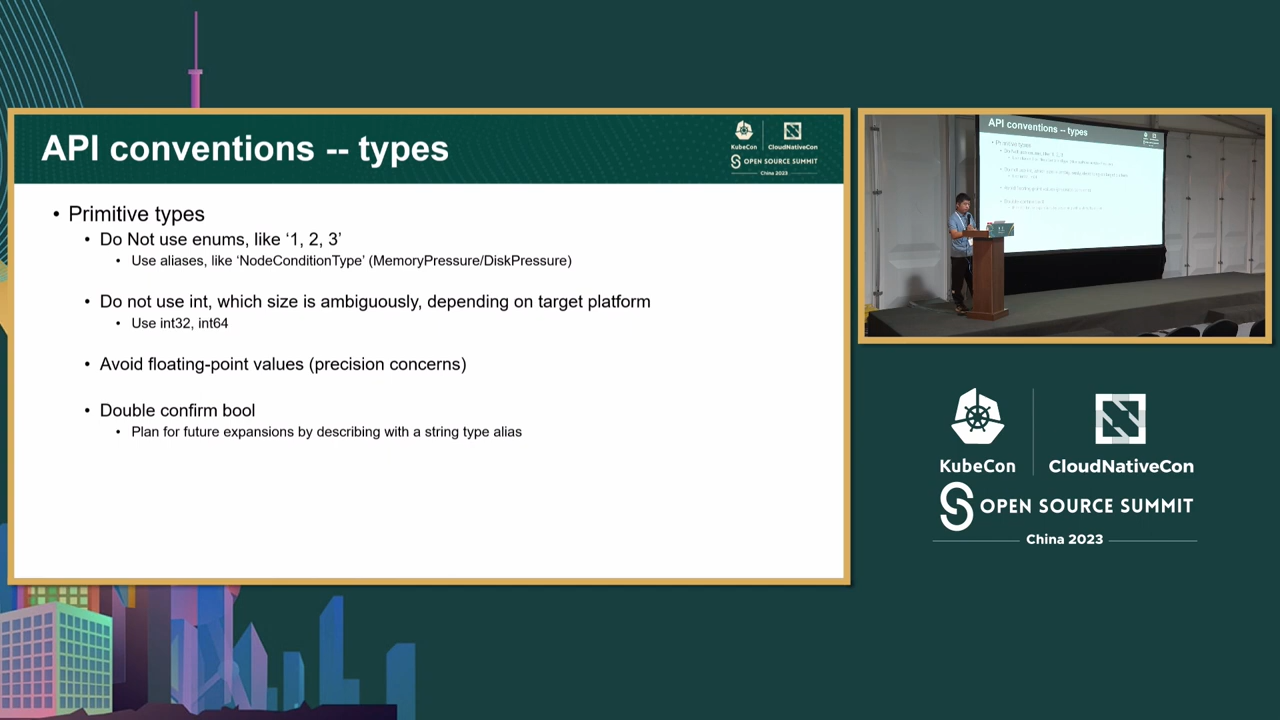 API conventions -- types
KubeCon
CloudNativeCon
OPEN SOURCE SUMMIT
China 2023
• Primitive types
• Do Not use enums, like ‘1, 2, 3’
• Use aliases, like ‘NodeConditionType’ (MemoryPressure/DiskPressure)
• Do not use int, which size is ambiguously, depending on target platform
• Use int32, int64
• Avoid floating-point values (precision concerns)
• Double confirm bool
• Plan for future expansions by describing with a string type alias
API conventions -- types
Primitive types
KubeCon
CloudNativeCon
OPEN SOURCE SUMMIT
China 2023